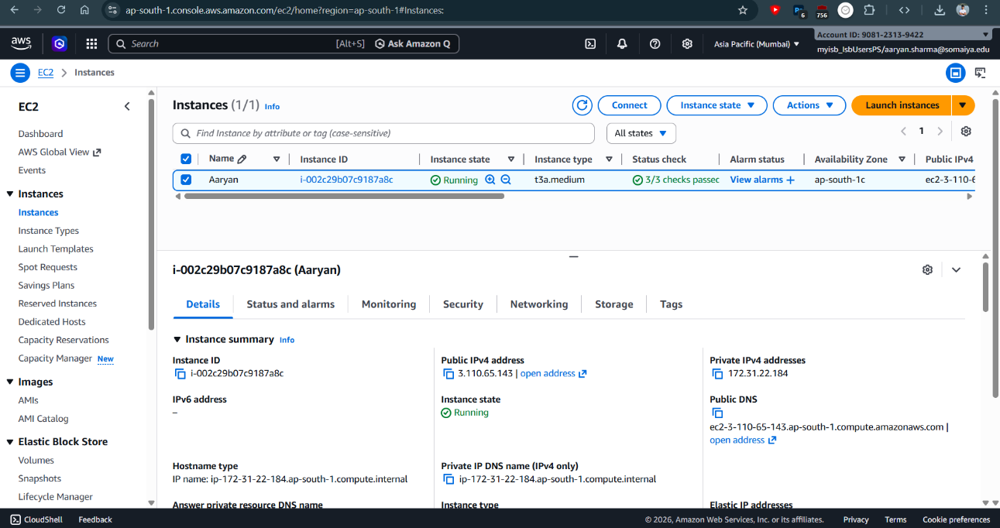 ap-south-1.console.aws.amazon.com/ec2/home?region=ap-south-1#Instances:
6
756
aws
Search
[Alt+S]
Ask Amazon Q
Asia Pacific (Mumbai)
Account ID: 9081-2313-9422
myisb_IsbUsersPS/aaryan.sharma@somaiya.edu
EC2
Instances
EC2
Dashboard
AWS Global View
Events
Instances
Instances
Instance Types
Launch Templates
Spot Requests
Savings Plans
Reserved Instances
Dedicated Hosts
Capacity Reservations
Capacity Manager New
Images
AMIs
AMI Catalog
Elastic Block Store
Volumes
Snapshots
Lifecycle Manager
Instances (1/1) Info
Connect
Instance state
Actions
Launch instances
Find Instance by attribute or tag (case-sensitive)
All states
1
Name
Instance ID
Instance state
Instance type
Status check
Alarm status
Availability Zone
Public IPv4
Aaryan
i-002c29b07c9187a8c
Running
t3a.medium
3/3 checks passec
View alarms +
ap-south-1c
ec2-3-110-6
i-002c29b07c9187a8c (Aaryan)
Details
Status and alarms
Monitoring
Security
Networking
Storage
Tags
Instance summary Info
Instance ID
i-002c29b07c9187a8c
Public IPv4 address
3.110.65.143 | open address
Private IPv4 addresses
172.31.22.184
IPv6 address
–
Instance state
Running
Public DNS
ec2-3-110-65-143.ap-south-1.compute.amazonaws.com |
open address
Hostname type
IP name: ip-172-31-22-184.ap-south-1.compute.internal
Private IP DNS name (IPv4 only)
ip-172-31-22-184.ap-south-1.compute.internal
Answer private resource DNS name
Instance type
Elastic IP addresses
CloudShell
Feedback
© 2026, Amazon Web Services, Inc. or its affiliates.
Privacy
Terms
Cookie preferences